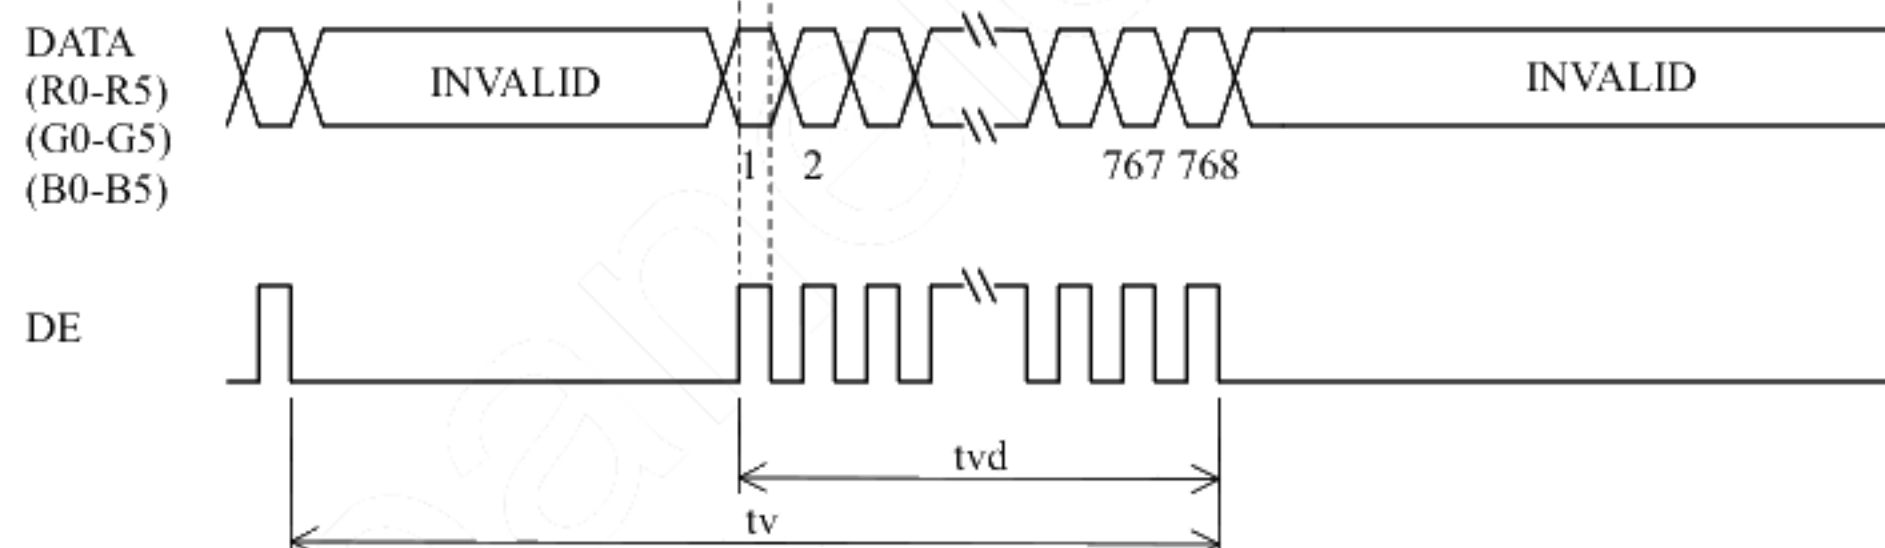 DATA
(R0-R5)
(G0-G5)
(B0-B5)
INVALID
INVALID
1 2 767 768
DE
tvd
tv